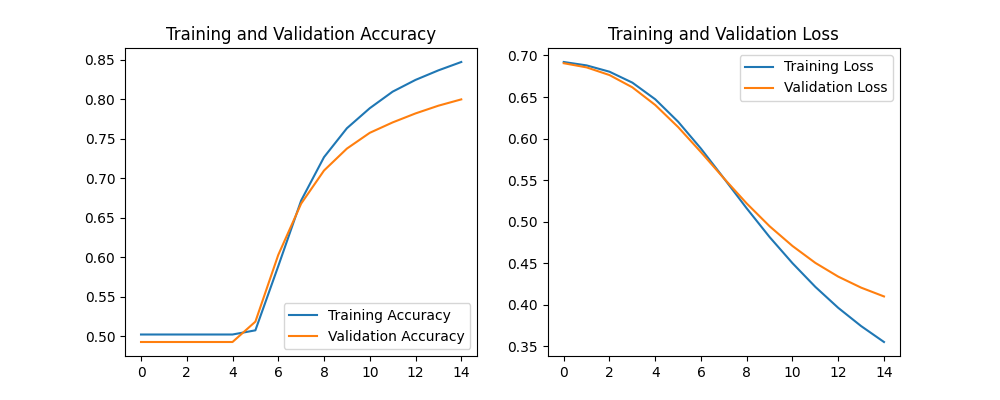 Training and Validation Accuracy
0.85
0.80
0.75
0.70
0.65
0.60
0.55
0.50
0 2 4 6 8 10 12 14
Training Accuracy
Validation Accuracy
Training and Validation Loss
0.70
0.65
0.60
0.55
0.50
0.45
0.40
0.35
0 2 4 6 8 10 12 14
Training Loss
Validation Loss